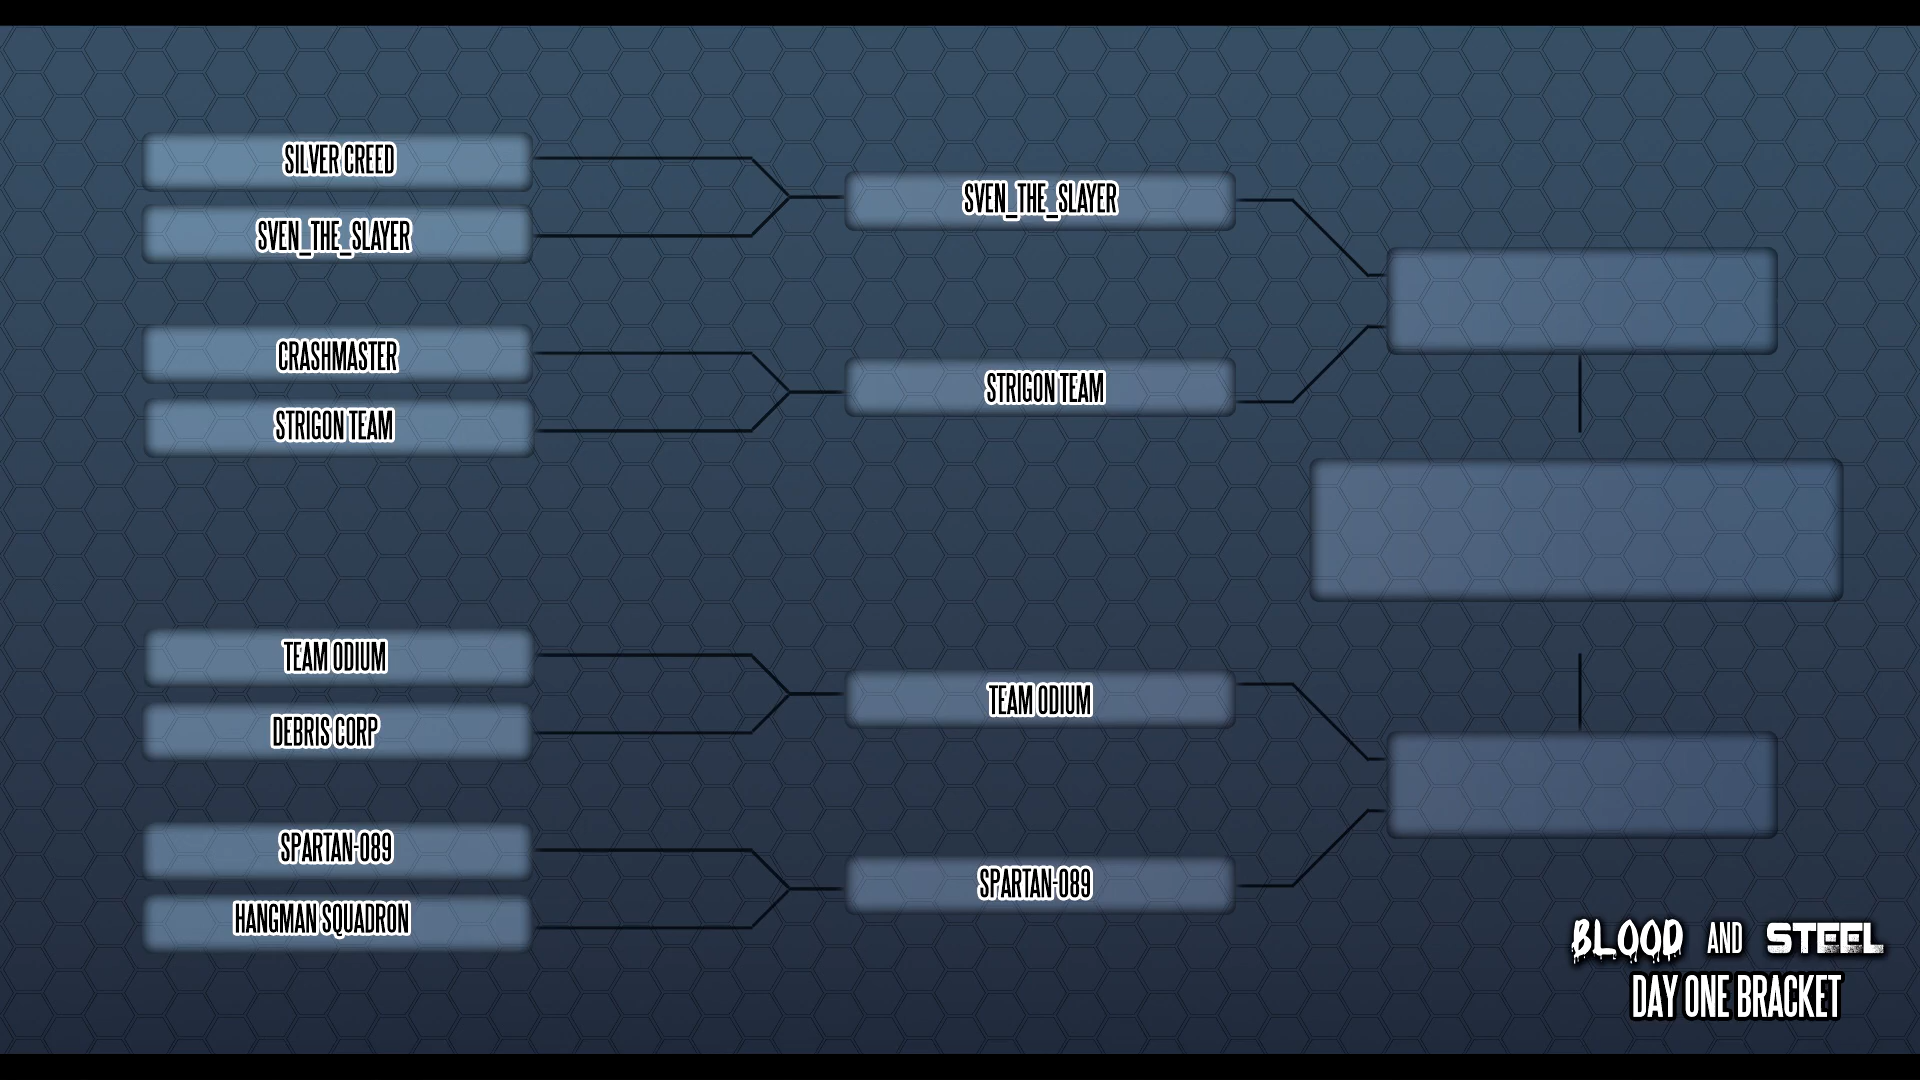 SILVER CREED
SVEN_THE_SLAYER
CRASHMASTER
STRIGON TEAM
TEAM ODIUM
DEBRIS CORP
SPARTAN-089
HANGMAN SQUADRON
SVEN_THE_SLAYER
STRIGON TEAM
TEAM ODIUM
SPARTAN-089
BLOOD AND STEEL
DAY ONE BRACKET